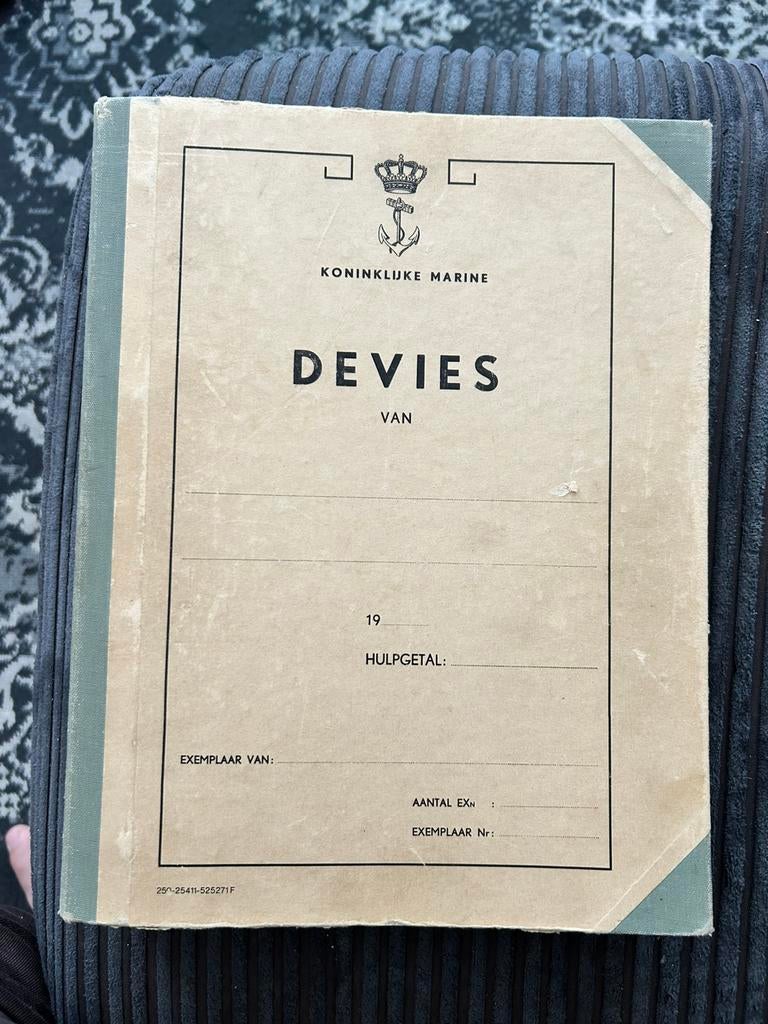 KONINKLIJKE MARINE
DEVIES
VAN
19
HULPGETAL:
EXEMPLAAR VAN:
AANTAL EXN :
EXEMPLAAR Nr: